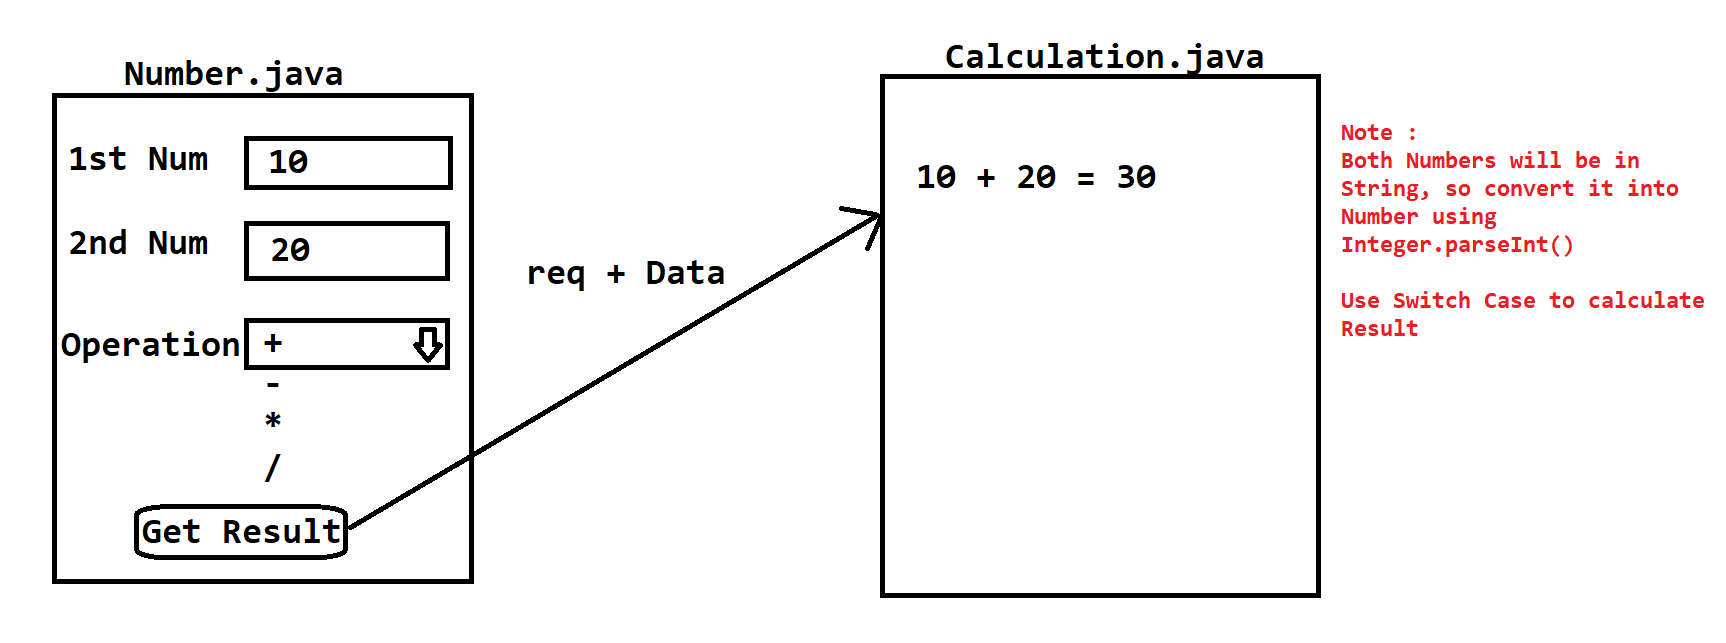 Number.java
1st Num 10
2nd Num 20
Operation +
-
*
/
Get Result
req + Data
Calculation.java
10 + 20 = 30
Note :
Both Numbers will be in
String, so convert it into
Number using
Integer.parseInt()
Use Switch Case to calculate
Result